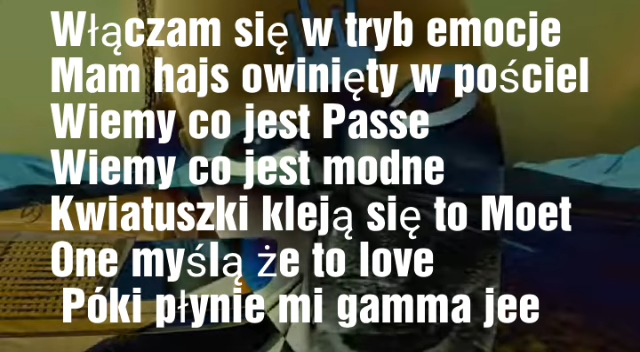 Włączam się w tryb emocje
Mam hajs owinięty w pościel
Wiemy co jest Passe
Wiemy co jest modne
Kwiatuszki kleją się to Moet
One myślą że to love
Póki płynie mi gamma jee